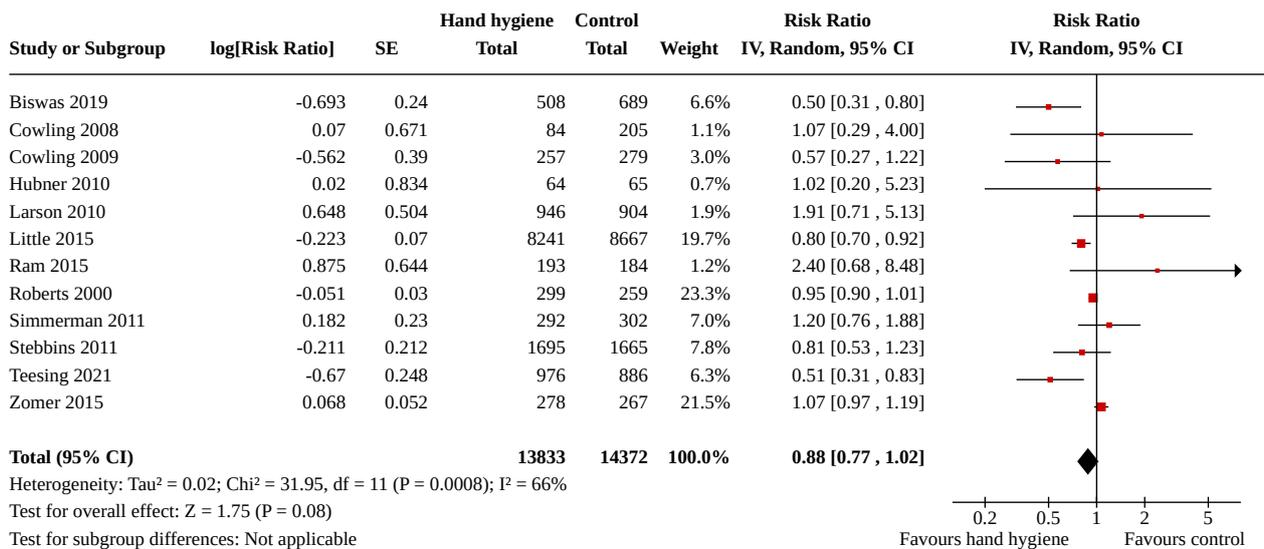 Hand hygiene Control Risk Ratio Risk Ratio
Study or Subgroup log[Risk Ratio] SE Total Total Weight IV, Random, 95% CI IV, Random, 95% CI
Biswas 2019 -0.693 0.24 508 689 6.6% 0.50 [0.31 , 0.80]
Cowling 2008 0.07 0.671 84 205 1.1% 1.07 [0.29 , 4.00]
Cowling 2009 -0.562 0.39 257 279 3.0% 0.57 [0.27 , 1.22]
Hubner 2010 0.02 0.834 64 65 0.7% 1.02 [0.20 , 5.23]
Larson 2010 0.648 0.504 946 904 1.9% 1.91 [0.71 , 5.13]
Little 2015 -0.223 0.07 8241 8667 19.7% 0.80 [0.70 , 0.92]
Ram 2015 0.875 0.644 193 184 1.2% 2.40 [0.68 , 8.48]
Roberts 2000 -0.051 0.03 299 259 23.3% 0.95 [0.90 , 1.01]
Simmerman 2011 0.182 0.23 292 302 7.0% 1.20 [0.76 , 1.88]
Stebbins 2011 -0.211 0.212 1695 1665 7.8% 0.81 [0.53 , 1.23]
Teesing 2021 -0.67 0.248 976 886 6.3% 0.51 [0.31 , 0.83]
Zomer 2015 0.068 0.052 278 267 21.5% 1.07 [0.97 , 1.19]
Total (95% CI) 13833 14372 100.0% 0.88 [0.77 , 1.02]
Heterogeneity: Tau² = 0.02; Chi² = 31.95, df = 11 (P = 0.0008); I² = 66%
Test for overall effect: Z = 1.75 (P = 0.08) 0.2 0.5 1 2 5
Test for subgroup differences: Not applicable Favours hand hygiene Favours control